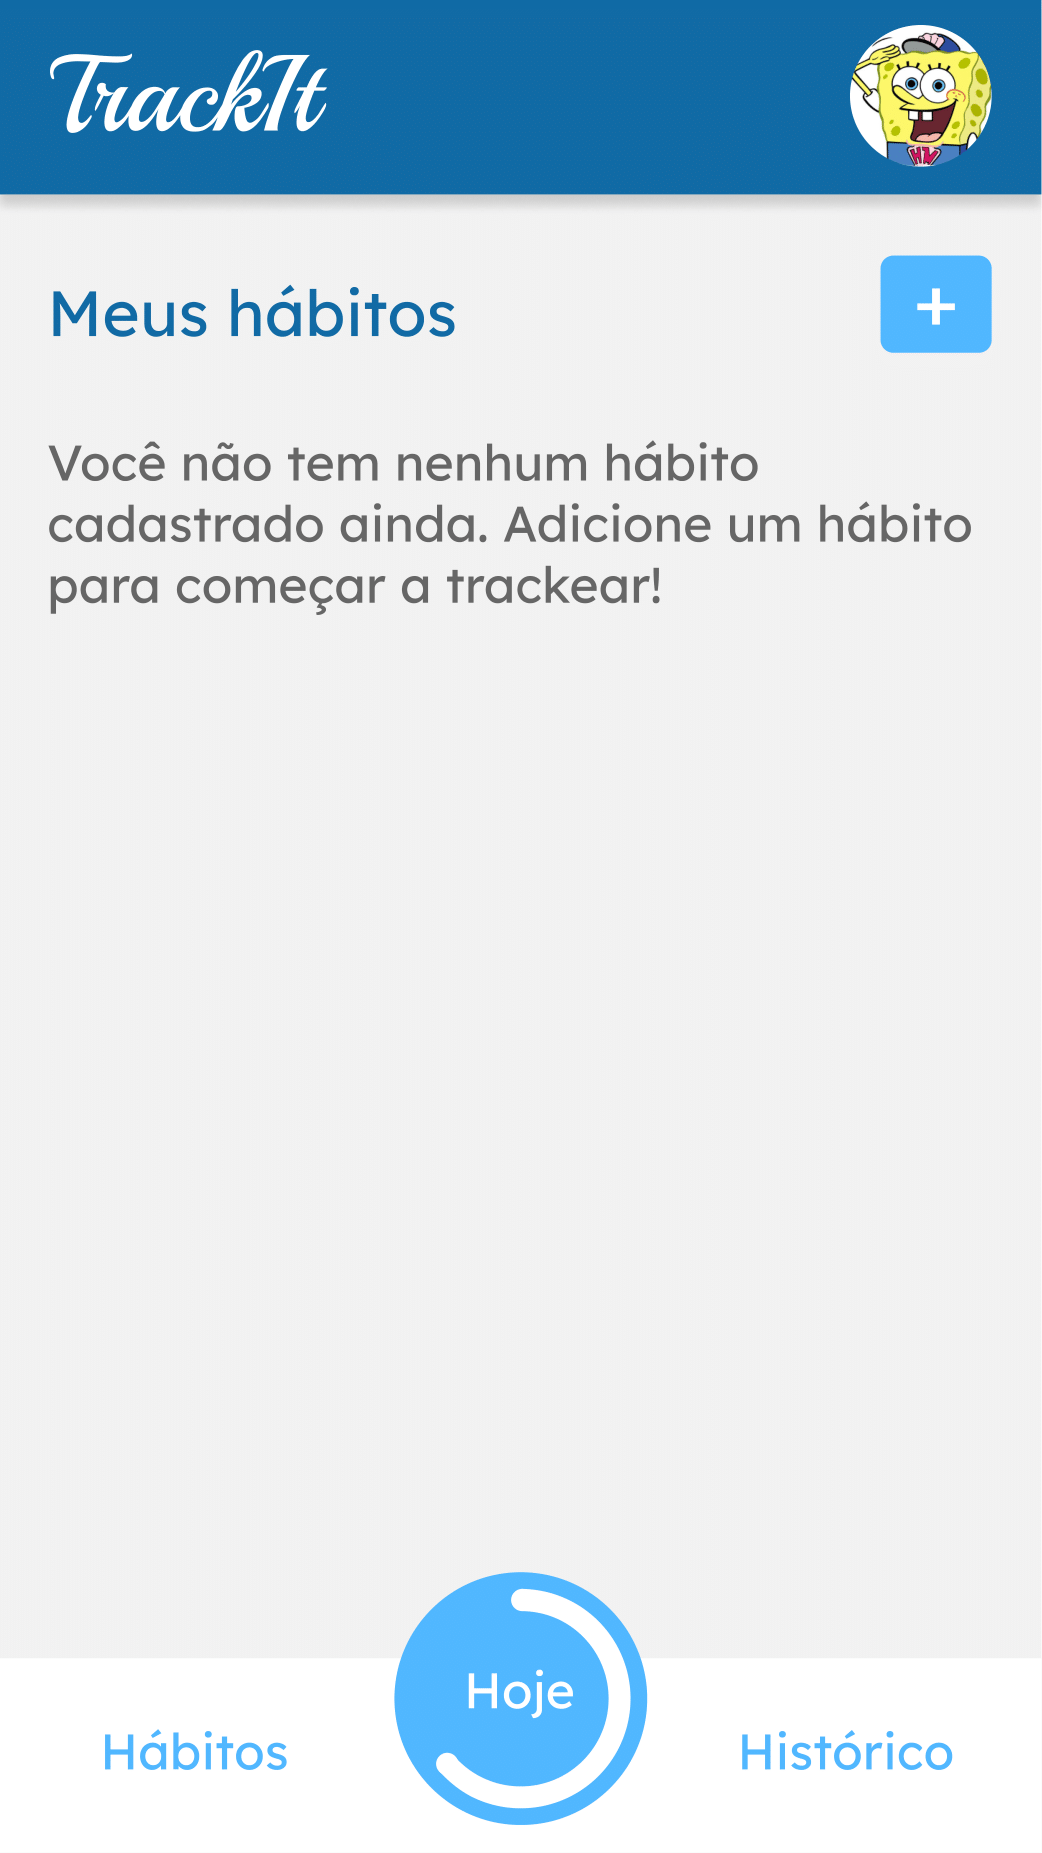 TrackIt
HW
Meus hábitos
+
Você não tem nenhum hábito
cadastrado ainda. Adicione um hábito
para começar a trackear!
Hoje
Hábitos
Histórico